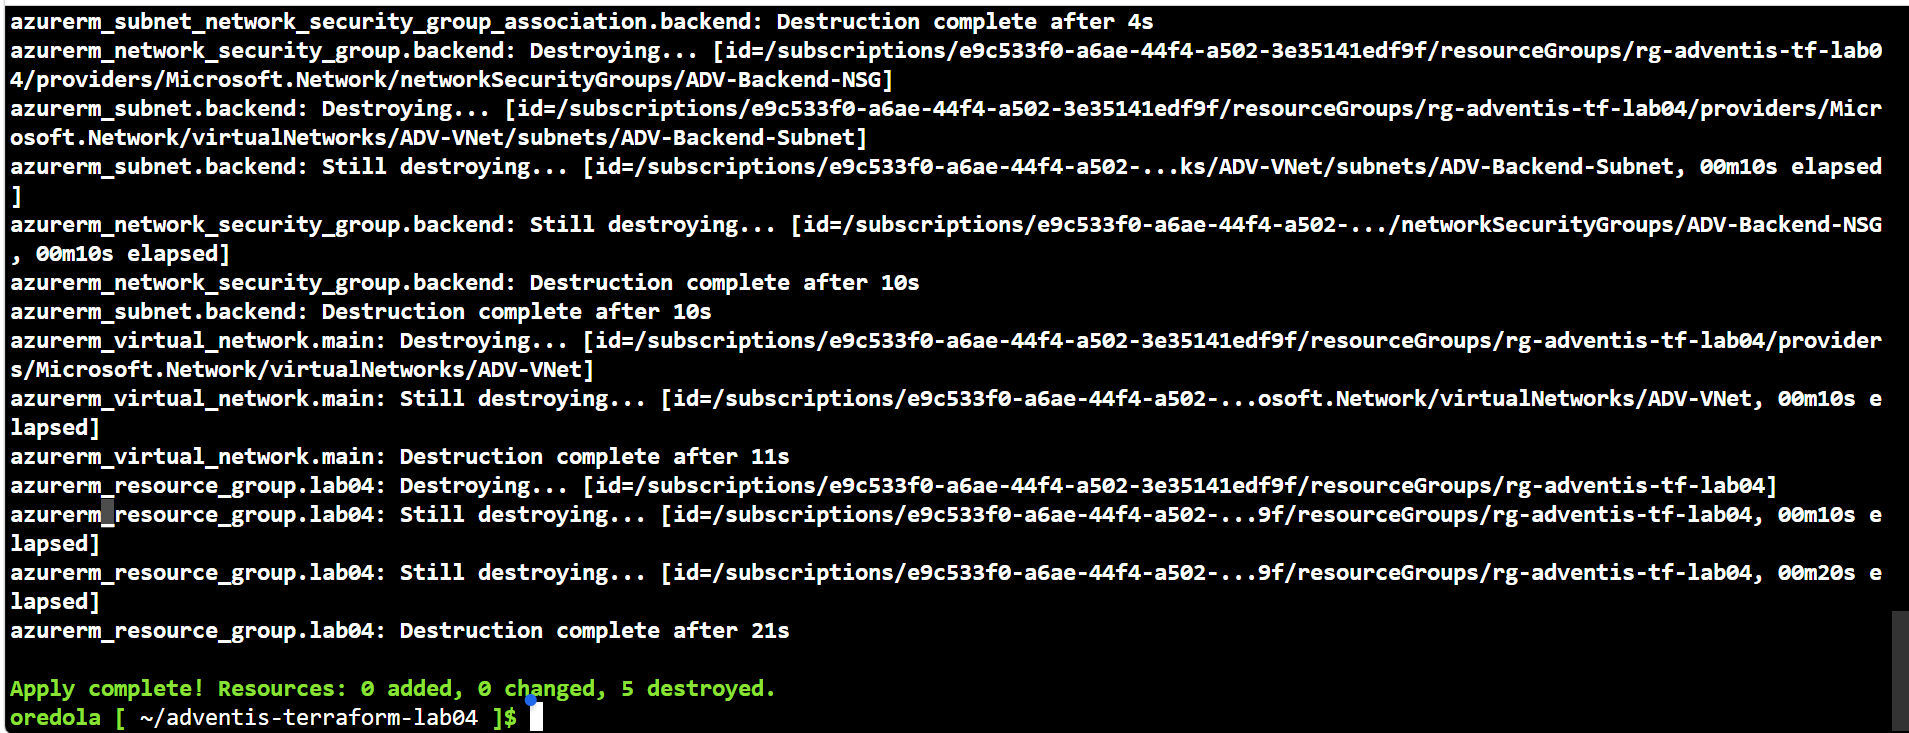 azurerm_subnet_network_security_group_association.backend: Destruction complete after 4s
azurerm_network_security_group.backend: Destroying... [id=/subscriptions/e9c533f0-a6ae-44f4-a502-3e35141edf9f/resourceGroups/rg-adventis-tf-lab0
4/providers/Microsoft.Network/networkSecurityGroups/ADV-Backend-NSG]
azurerm_subnet.backend: Destroying... [id=/subscriptions/e9c533f0-a6ae-44f4-a502-3e35141edf9f/resourceGroups/rg-adventis-tf-lab04/providers/Micr
osoft.Network/virtualNetworks/ADV-VNet/subnets/ADV-Backend-Subnet]
azurerm_subnet.backend: Still destroying... [id=/subscriptions/e9c533f0-a6ae-44f4-a502-...ks/ADV-VNet/subnets/ADV-Backend-Subnet, 00m10s elapsed
]
azurerm_network_security_group.backend: Still destroying... [id=/subscriptions/e9c533f0-a6ae-44f4-a502-.../networkSecurityGroups/ADV-Backend-NSG
, 00m10s elapsed]
azurerm_network_security_group.backend: Destruction complete after 10s
azurerm_subnet.backend: Destruction complete after 10s
azurerm_virtual_network.main: Destroying... [id=/subscriptions/e9c533f0-a6ae-44f4-a502-3e35141edf9f/resourceGroups/rg-adventis-tf-lab04/provider
s/Microsoft.Network/virtualNetworks/ADV-VNet]
azurerm_virtual_network.main: Still destroying... [id=/subscriptions/e9c533f0-a6ae-44f4-a502-...osoft.Network/virtualNetworks/ADV-VNet, 00m10s e
lapsed]
azurerm_virtual_network.main: Destruction complete after 11s
azurerm_resource_group.lab04: Destroying... [id=/subscriptions/e9c533f0-a6ae-44f4-a502-3e35141edf9f/resourceGroups/rg-adventis-tf-lab04]
azurerm_resource_group.lab04: Still destroying... [id=/subscriptions/e9c533f0-a6ae-44f4-a502-...9f/resourceGroups/rg-adventis-tf-lab04, 00m10s e
lapsed]
azurerm_resource_group.lab04: Still destroying... [id=/subscriptions/e9c533f0-a6ae-44f4-a502-...9f/resourceGroups/rg-adventis-tf-lab04, 00m20s e
lapsed]
azurerm_resource_group.lab04: Destruction complete after 21s
Apply complete! Resources: 0 added, 0 changed, 5 destroyed.
oredola [ ~/adventis-terraform-lab04 ]$